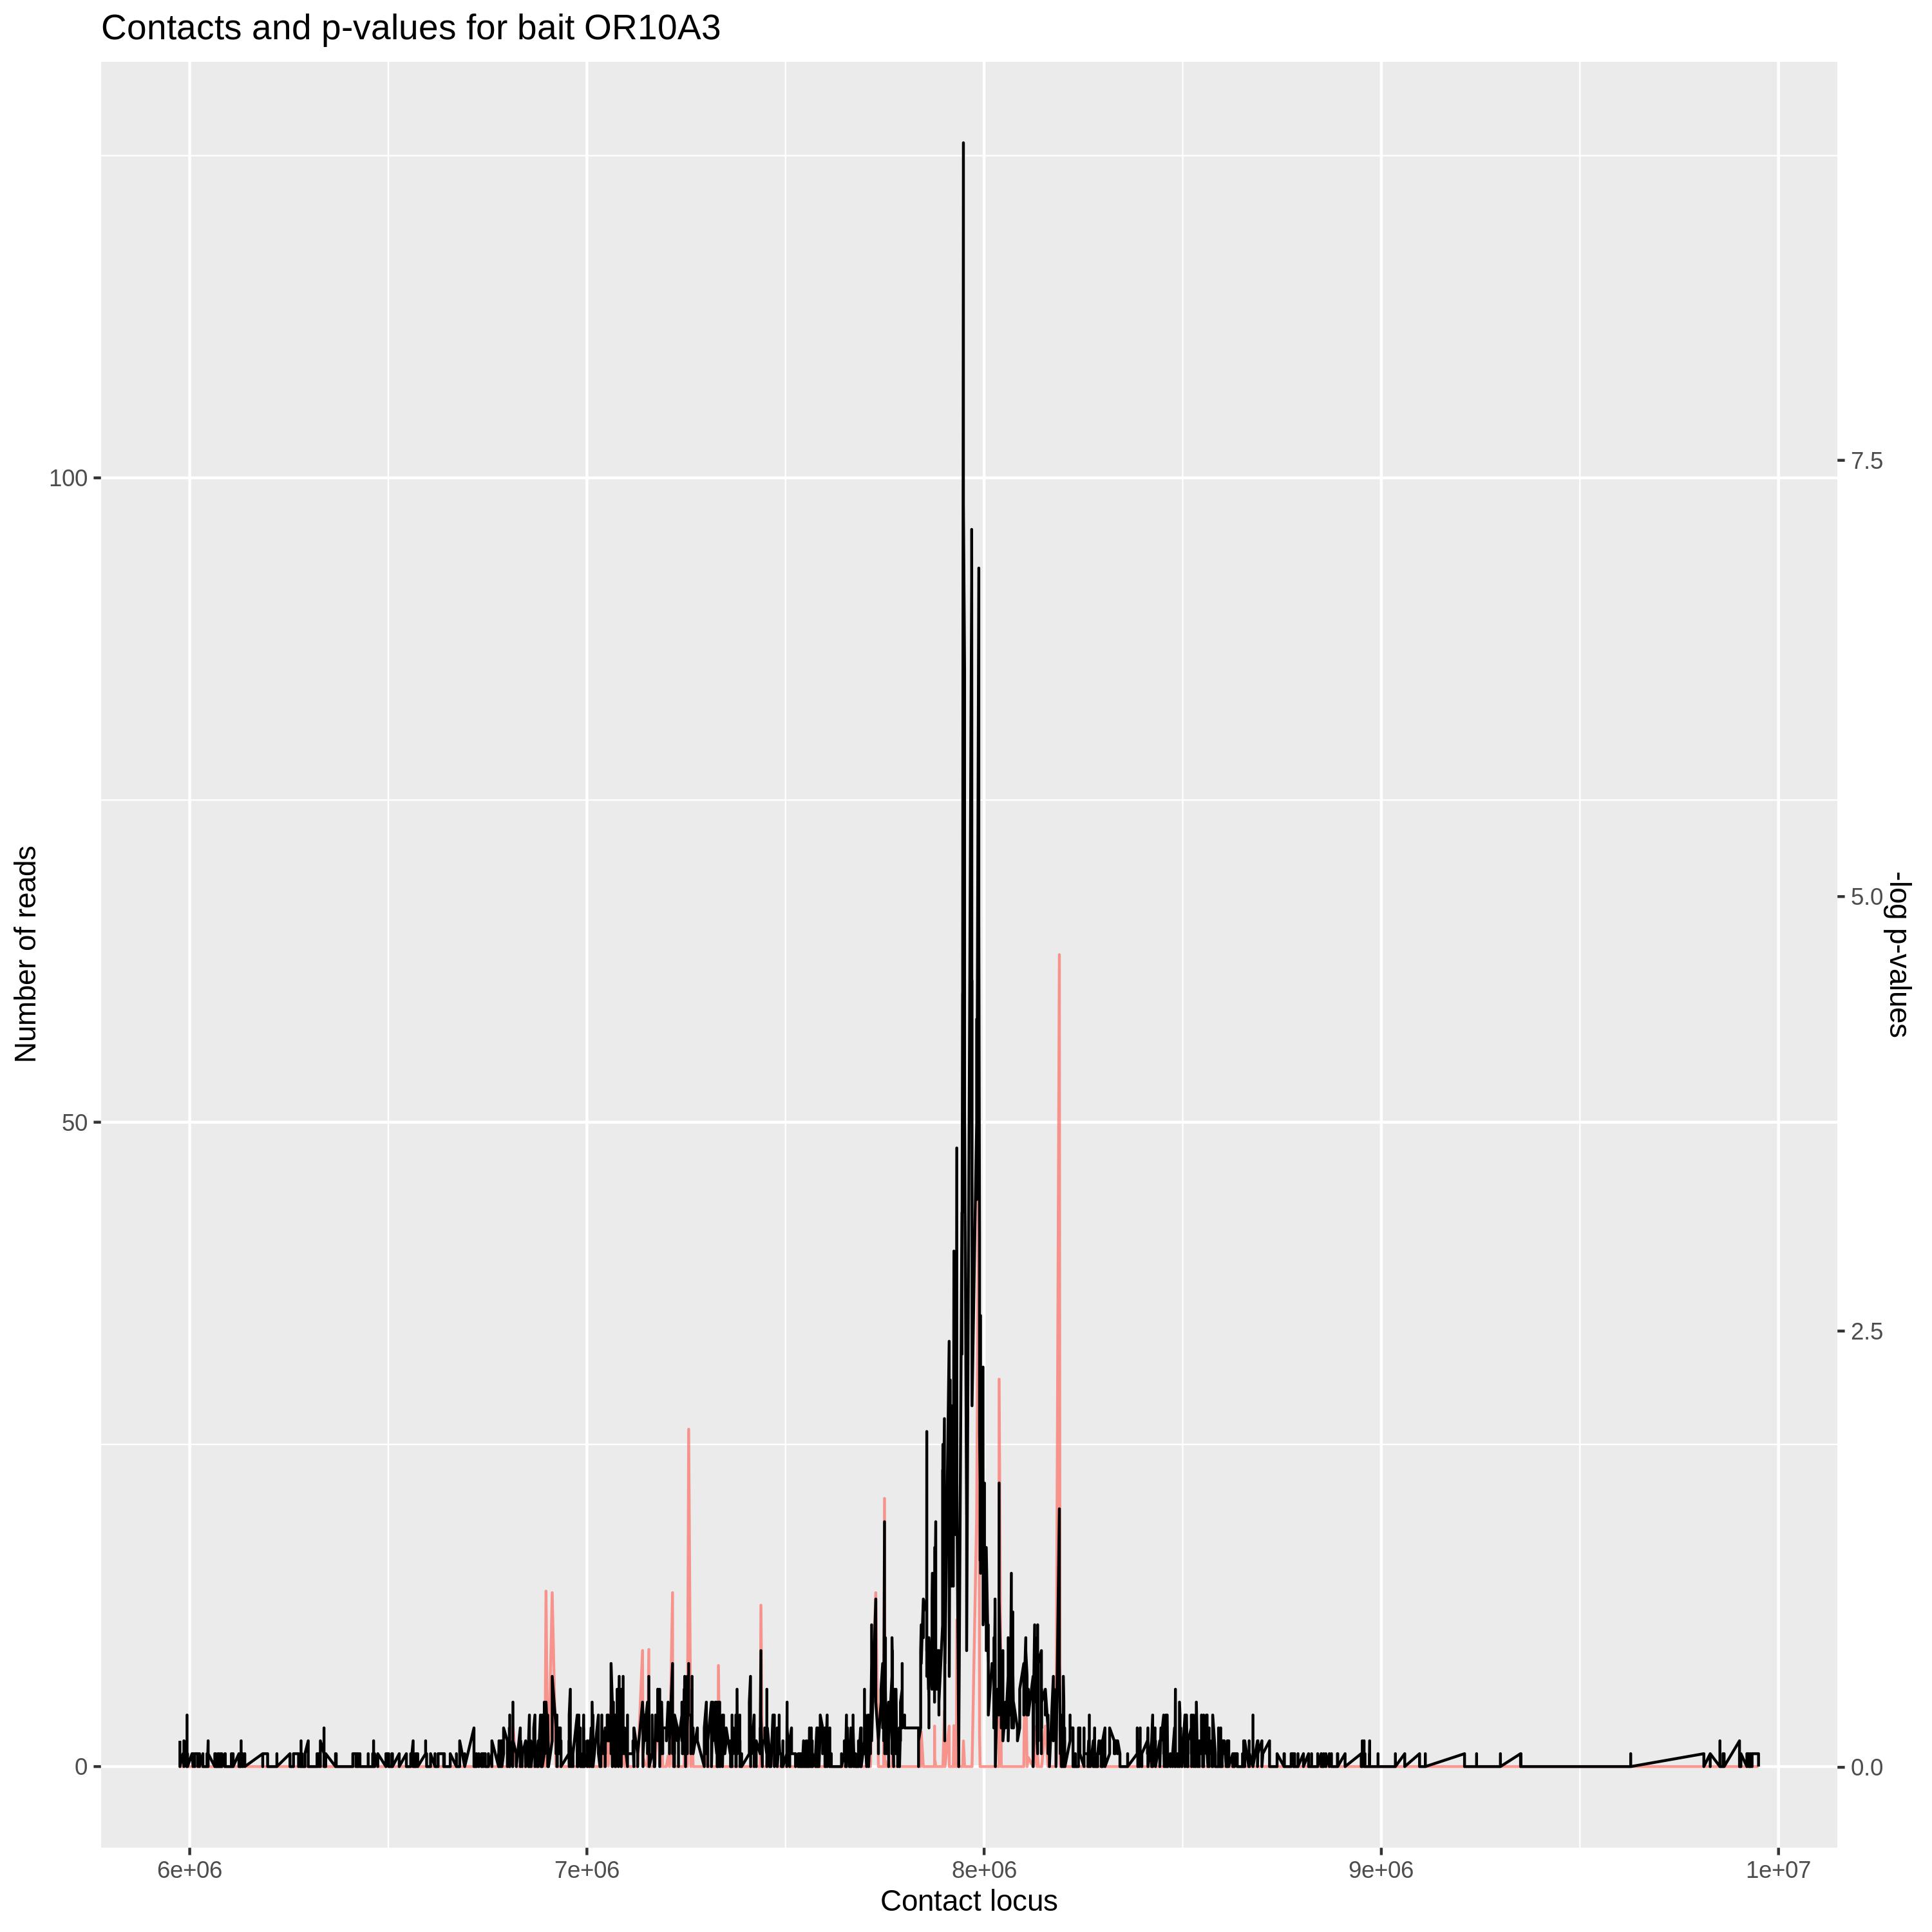 Contacts and p-values for bait OR10A3
100
50
0
Number of reads
7.5
5.0
2.5
0.0
-log p-values
6e+06 7e+06 8e+06 9e+06 1e+07
Contact locus